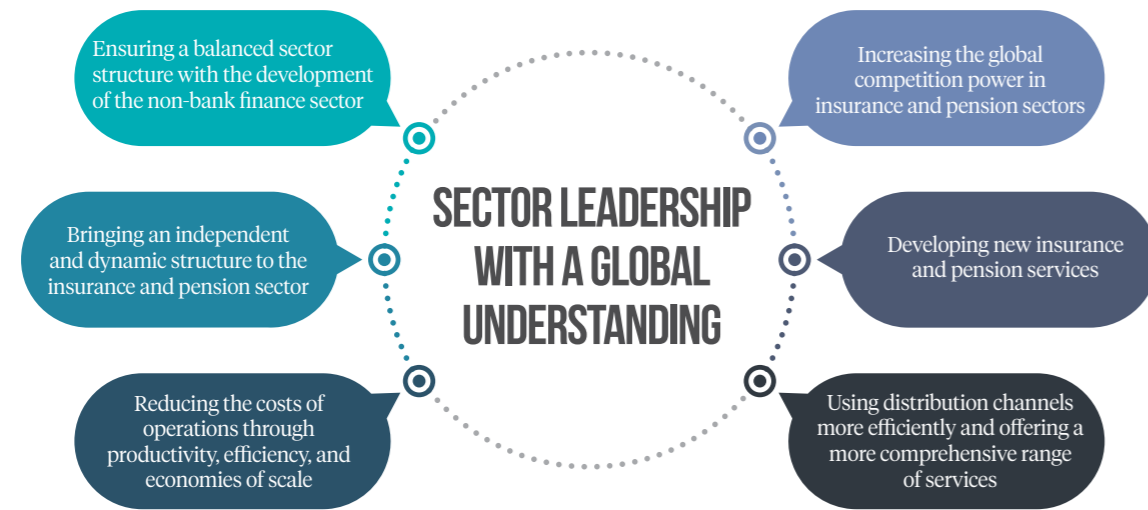 Ensuring a balanced sector
structure with the development
of the non-bank finance sector
Increasing the global
competition power in
insurance and pension sectors
Bringing an independent
and dynamic structure to the
insurance and pension sector
SECTOR LEADERSHIP
WITH A GLOBAL
UNDERSTANDING
Developing new insurance
and pension services
Reducing the costs of
operations through
productivity, efficiency, and
economies of scale
Using distribution channels
more efficiently and offering a
more comprehensive range
of services